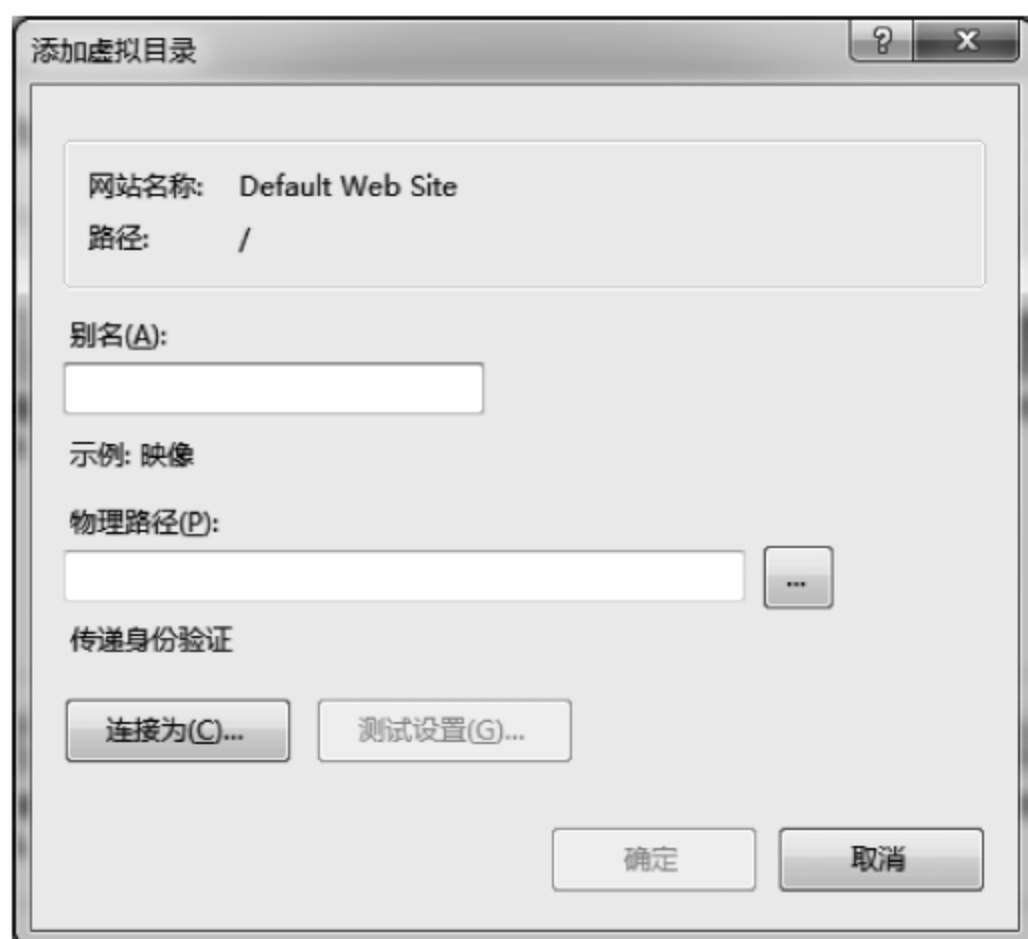 添加虚拟目录
网站名称: Default Web Site
路径: /
别名(A):
示例: 映像
物理路径(P):
...
传递身份验证
连接为(C)... 测试设置(G)...
确定 取消